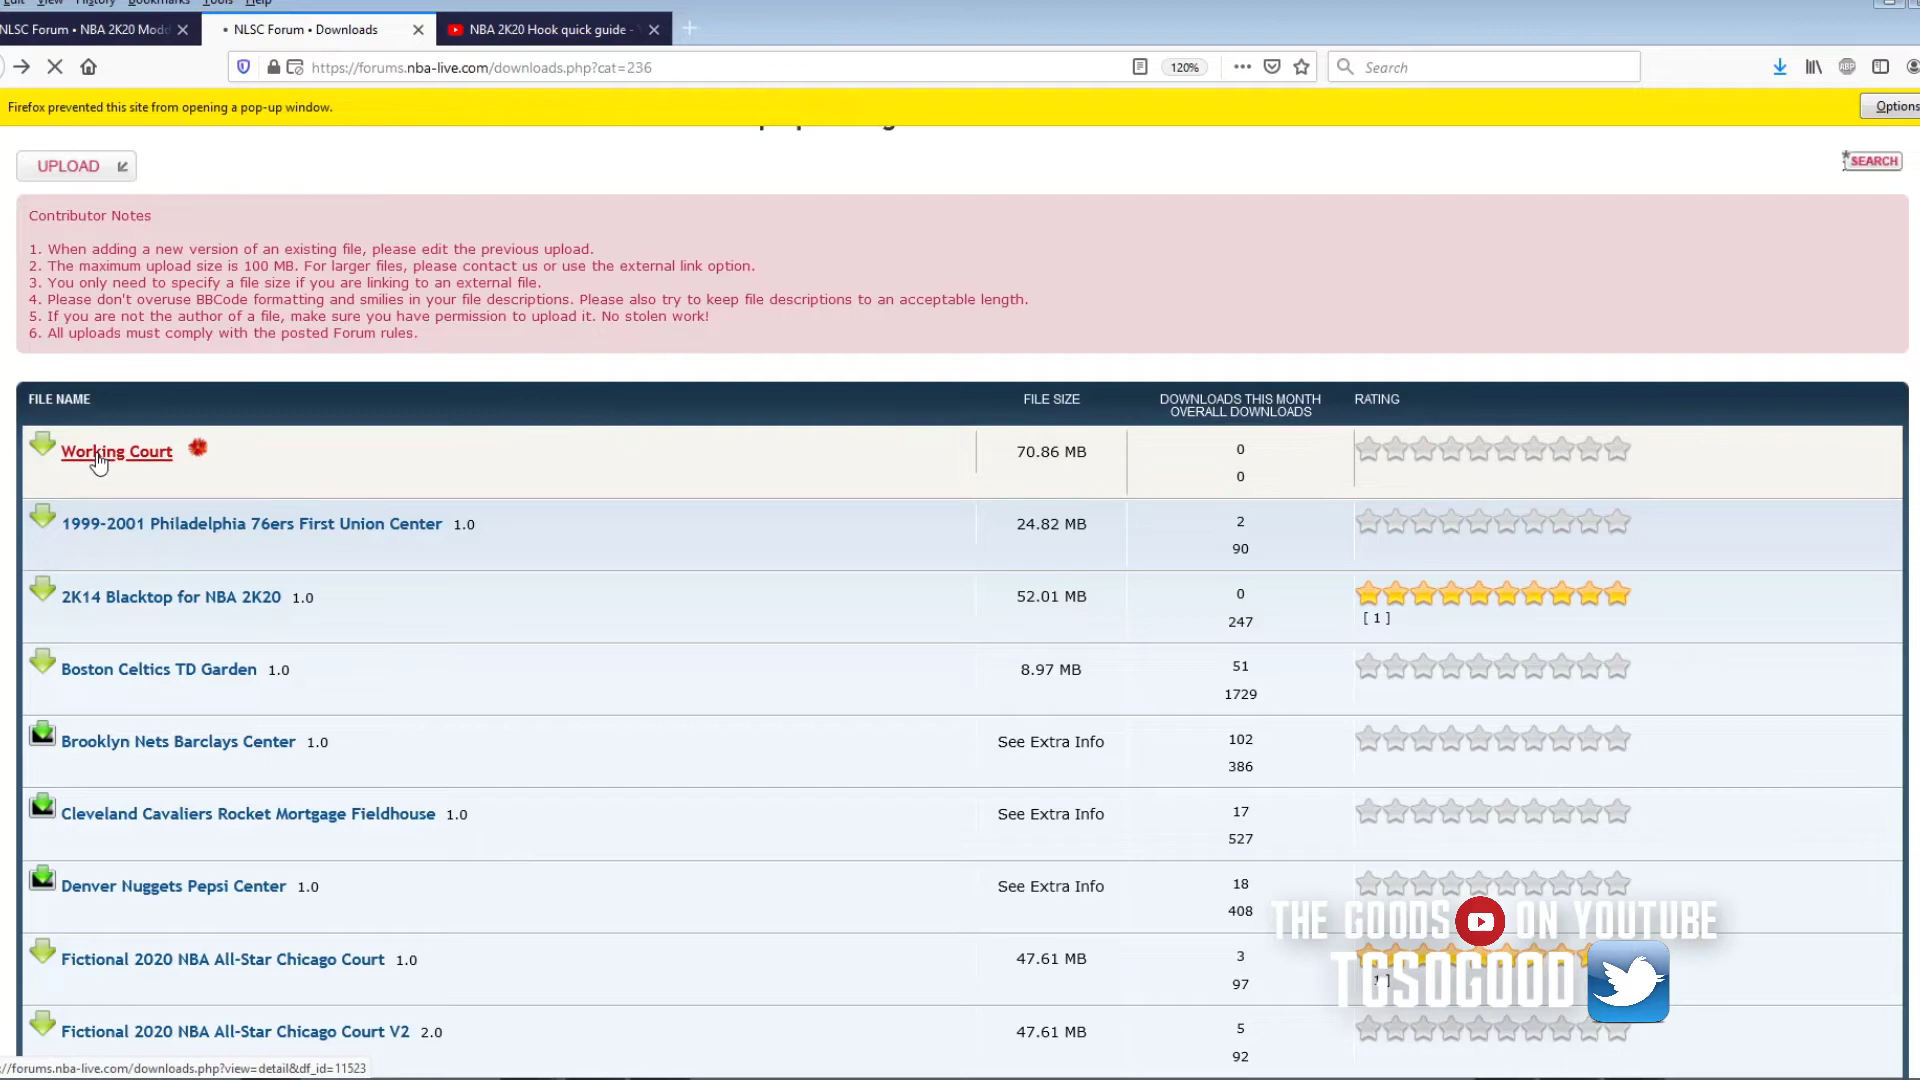 Edit View History Bookmarks Tools Help
NLSC Forum • NBA 2K20 Modd
NLSC Forum • Downloads
NBA 2K20 Hook quick guide -
https://forums.nba-live.com/downloads.php?cat=236
120%
Search
ABP
Firefox prevented this site from opening a pop-up window.
Options
UPLOAD
SEARCH
Contributor Notes
1. When adding a new version of an existing file, please edit the previous upload.
2. The maximum upload size is 100 MB. For larger files, please contact us or use the external link option.
3. You only need to specify a file size if you are linking to an external file.
4. Please don't overuse BBCode formatting and smilies in your file descriptions. Please also try to keep file descriptions to an acceptable length.
5. If you are not the author of a file, make sure you have permission to upload it. No stolen work!
6. All uploads must comply with the posted Forum rules.
FILE NAME
FILE SIZE
DOWNLOADS THIS MONTH
OVERALL DOWNLOADS
RATING
Working Court
70.86 MB
0
0
1999-2001 Philadelphia 76ers First Union Center 1.0
24.82 MB
2
90
2K14 Blacktop for NBA 2K20 1.0
52.01 MB
0
247
[ 1 ]
Boston Celtics TD Garden 1.0
8.97 MB
51
1729
Brooklyn Nets Barclays Center 1.0
See Extra Info
102
386
Cleveland Cavaliers Rocket Mortgage Fieldhouse 1.0
See Extra Info
17
527
Denver Nuggets Pepsi Center 1.0
See Extra Info
18
408
Fictional 2020 NBA All-Star Chicago Court 1.0
47.61 MB
3
97
Fictional 2020 NBA All-Star Chicago Court V2 2.0
47.61 MB
5
92
THE GOODS ON YOUTUBE
TGSOGOOD
://forums.nba-live.com/downloads.php?view=detail&df_id=11523